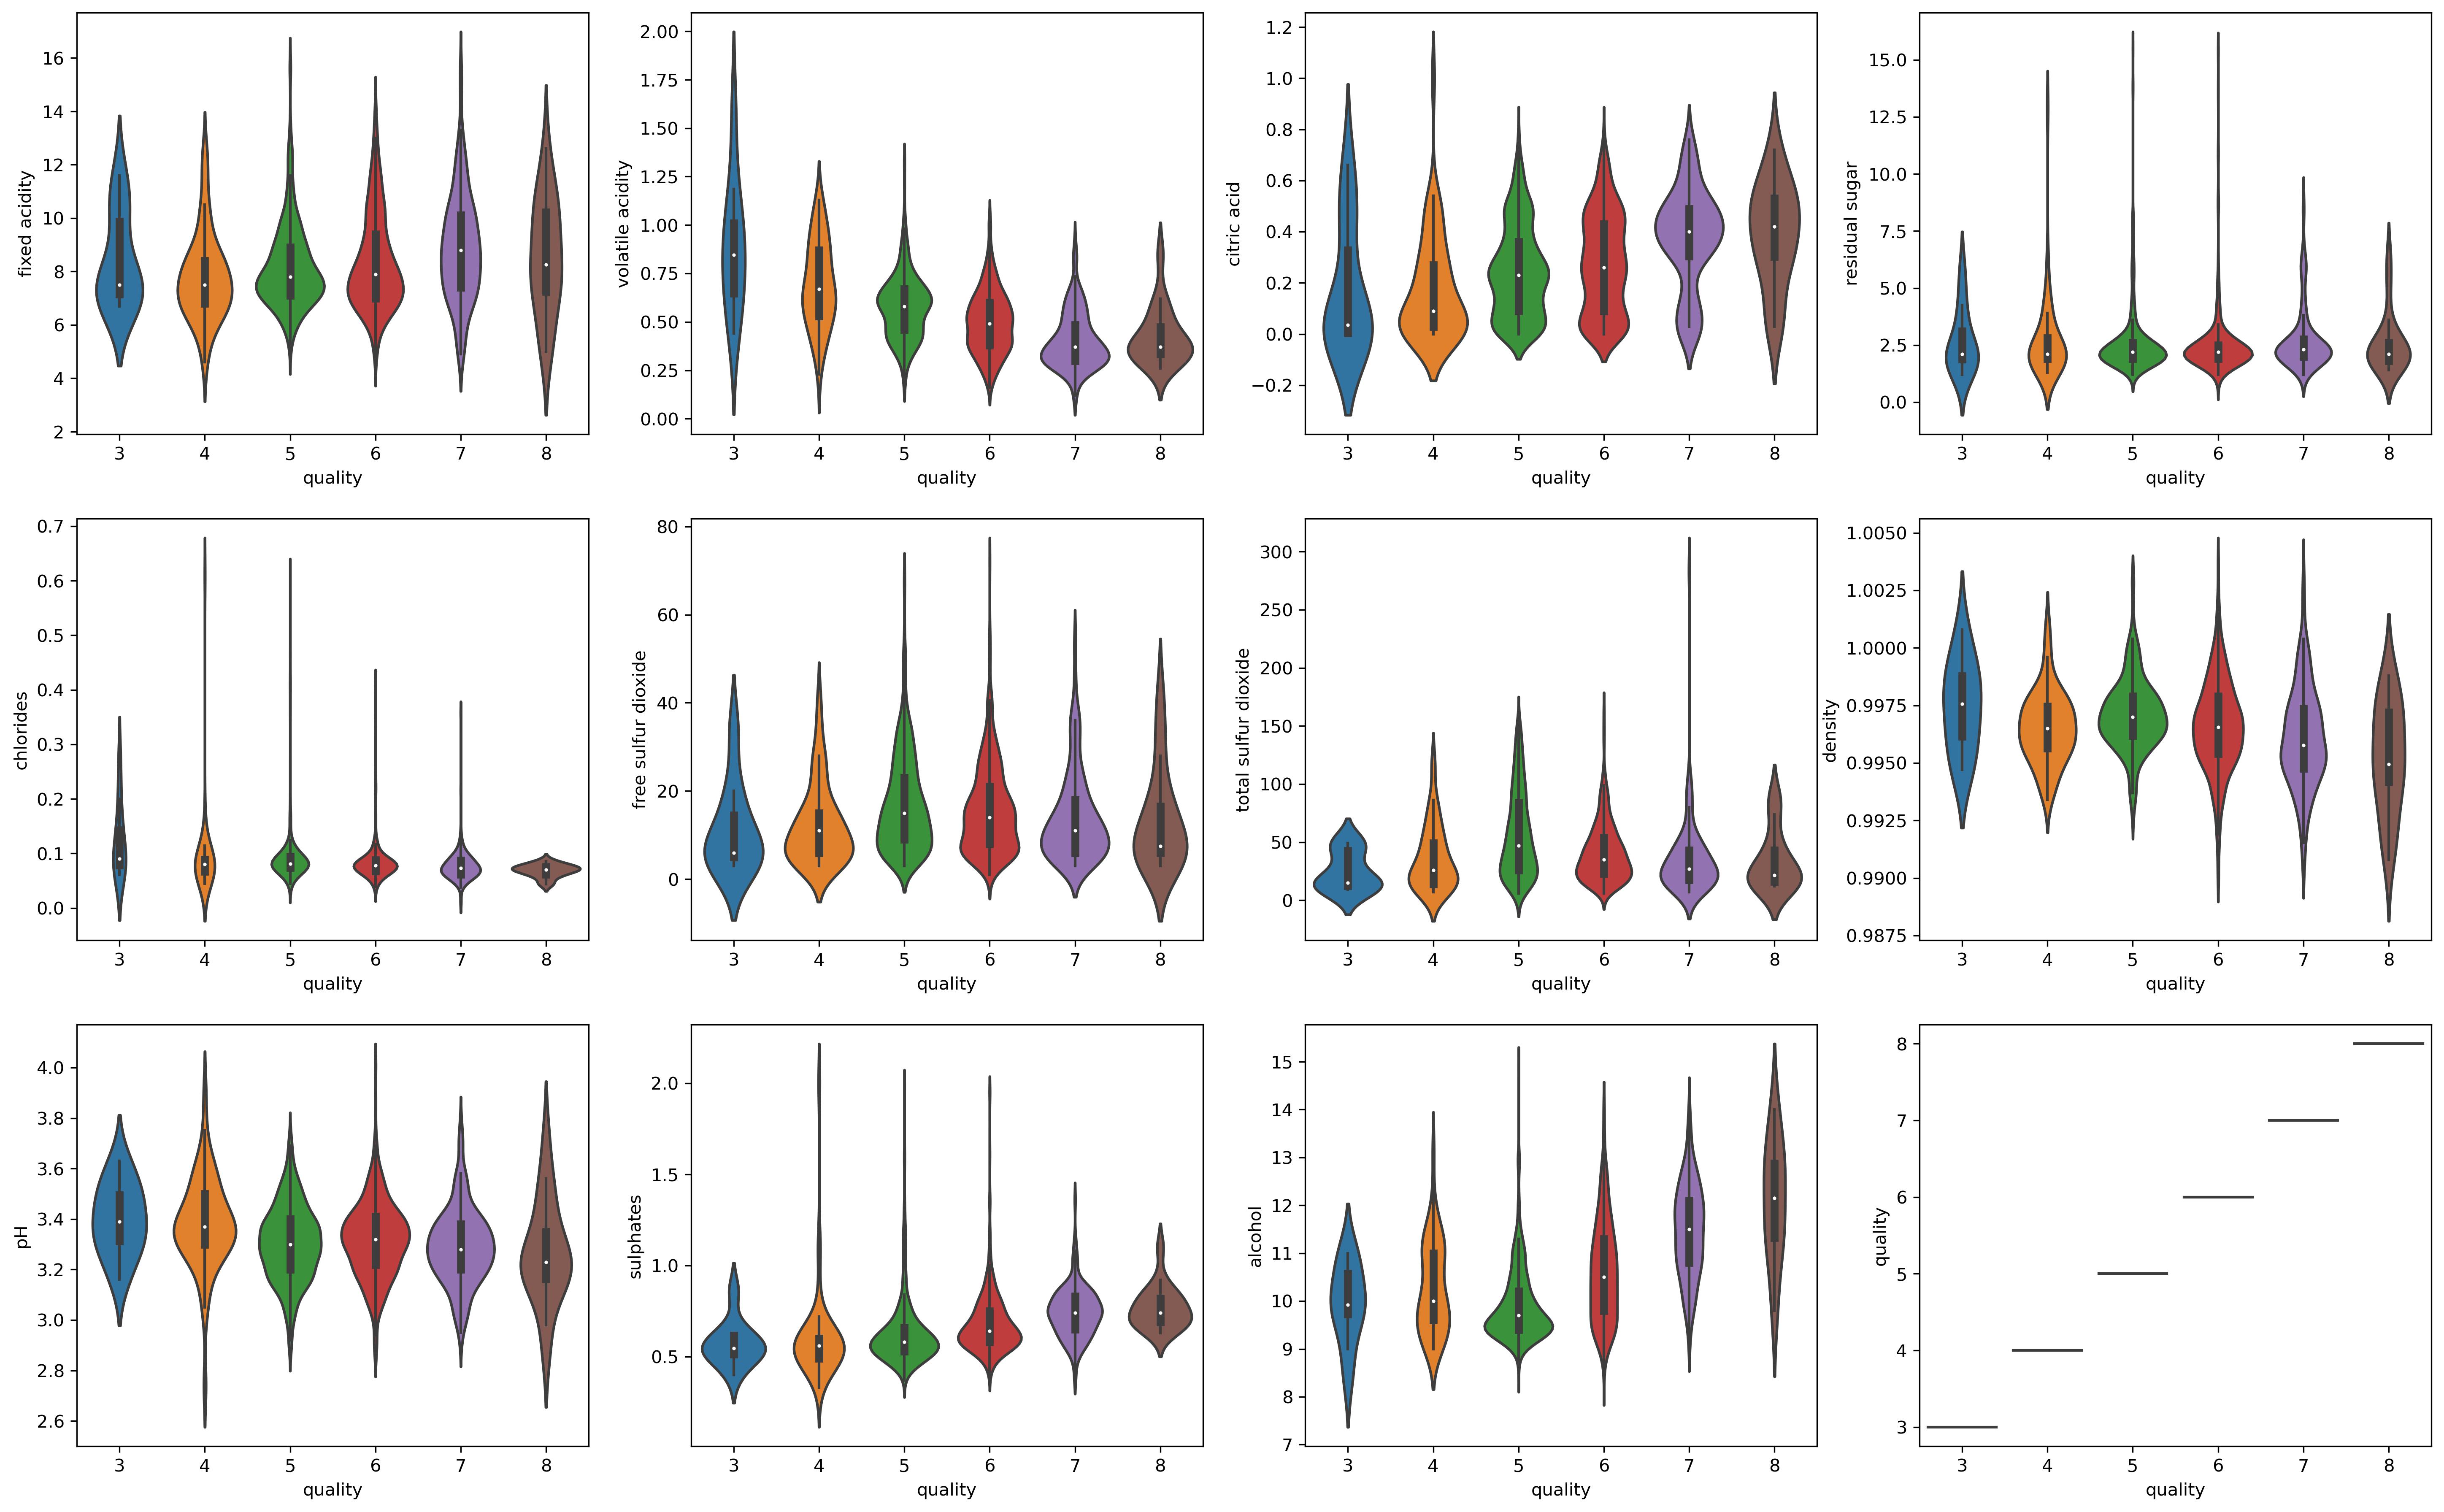 fixed acidity
16
14
12
10
8
6
4
2
3 4 5 6 7 8
quality
volatile acidity
2.00
1.75
1.50
1.25
1.00
0.75
0.50
0.25
0.00
3 4 5 6 7 8
quality
citric acid
1.2
1.0
0.8
0.6
0.4
0.2
0.0
−0.2
3 4 5 6 7 8
quality
residual sugar
15.0
12.5
10.0
7.5
5.0
2.5
0.0
3 4 5 6 7 8
quality
chlorides
0.7
0.6
0.5
0.4
0.3
0.2
0.1
0.0
3 4 5 6 7 8
quality
free sulfur dioxide
80
60
40
20
0
3 4 5 6 7 8
quality
total sulfur dioxide
300
250
200
150
100
50
0
3 4 5 6 7 8
quality
density
1.0050
1.0025
1.0000
0.9975
0.9950
0.9925
0.9900
0.9875
3 4 5 6 7 8
quality
pH
4.0
3.8
3.6
3.4
3.2
3.0
2.8
2.6
3 4 5 6 7 8
quality
sulphates
2.0
1.5
1.0
0.5
3 4 5 6 7 8
quality
alcohol
15
14
13
12
11
10
9
8
7
3 4 5 6 7 8
quality
quality
8
7
6
5
4
3
3 4 5 6 7 8
quality